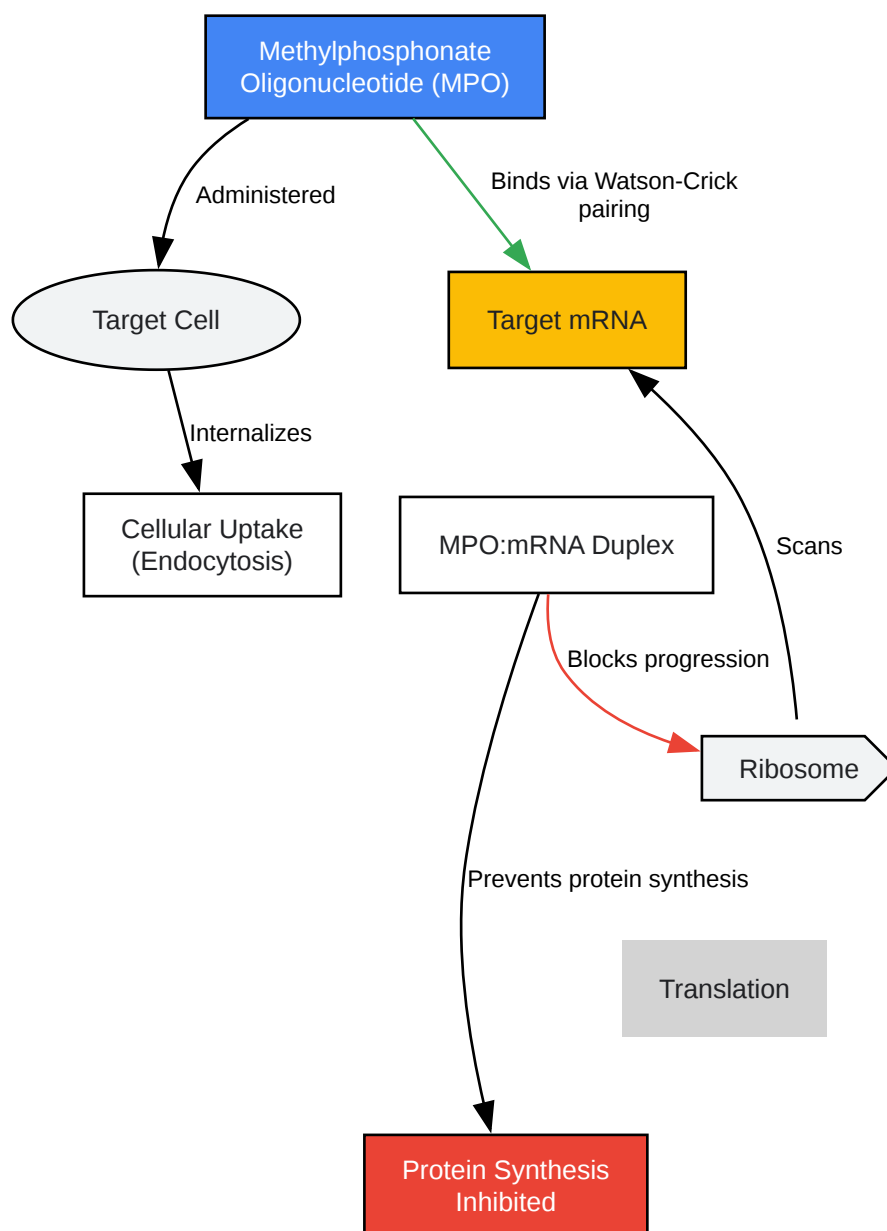 Methylphosphonate
Oligonucleotide (MPO)
Administered
Binds via Watson-Crick
pairing
Target Cell
Target mRNA
Internalizes
Cellular Uptake
(Endocytosis)
MPO:mRNA Duplex
Scans
Blocks progression
Ribosome
Prevents protein synthesis
Translation
Protein Synthesis
Inhibited